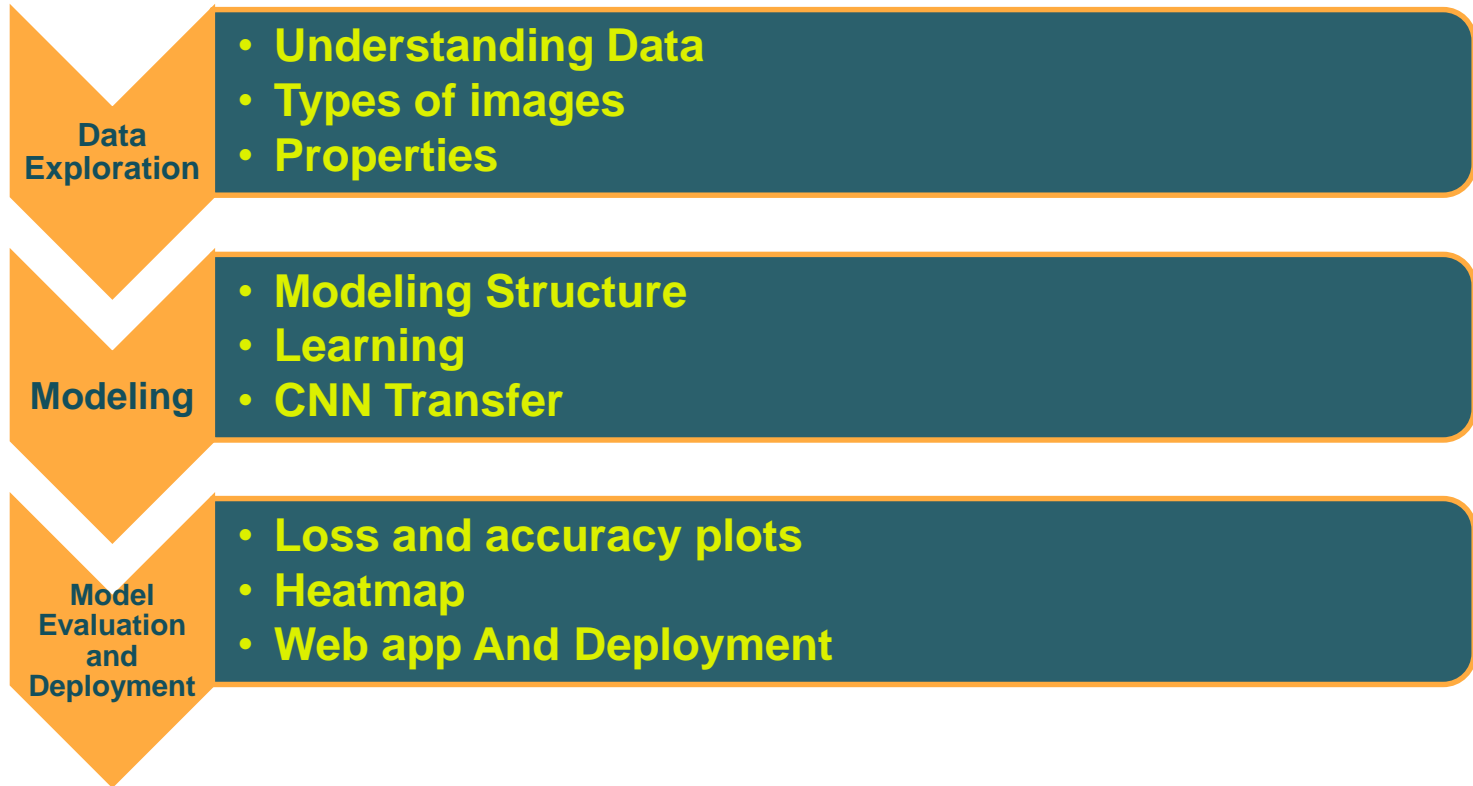 Data
Exploration
• Understanding Data
• Types of images
• Properties
Modeling
• Modeling Structure
• Learning
• CNN Transfer
Model
Evaluation
and
Deployment
• Loss and accuracy plots
• Heatmap
• Web app And Deployment